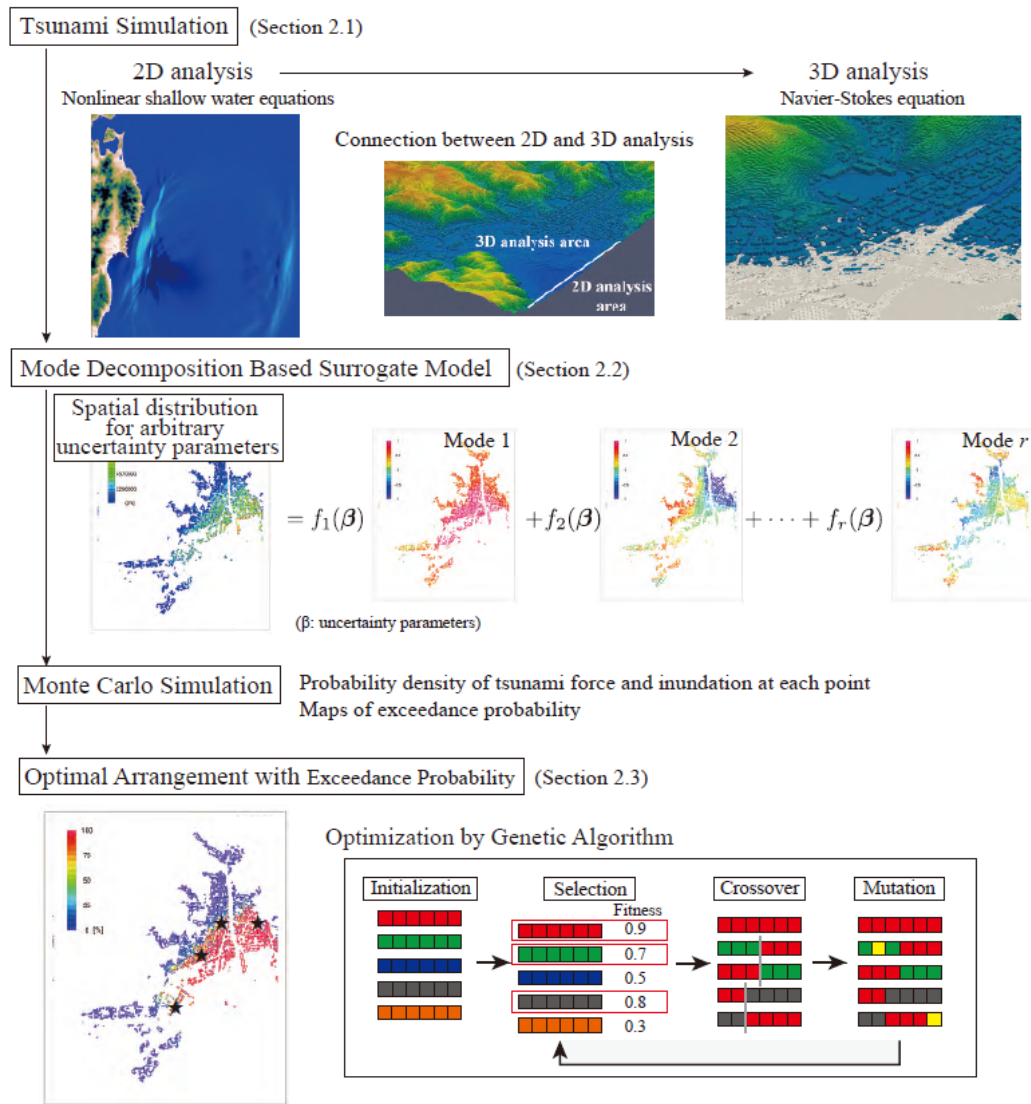 Tsunami Simulation (Section 2.1)
2D analysis
3D analysis
Nonlinear shallow water equations
Navier-Stokes equation
Connection between 2D and 3D analysis
3D analysis area
2D analysis
area
Mode Decomposition Based Surrogate Model (Section 2.2)
Spatial distribution
for arbitrary
uncertainty parameters
Mode 1
Mode 2
Mode r
= f₁(β) +f₂(β) +⋯+ fᵣ(β)
(β: uncertainty parameters)
Monte Carlo Simulation
Probability density of tsunami force and inundation at each point
Maps of exceedance probability
Optimal Arrangement with Exceedance Probability (Section 2.3)
100
75
50
25
[%]
Optimization by Genetic Algorithm
Initialization
Selection
Crossover
Mutation
Fitness
0.9
0.7
0.5
0.8
0.3